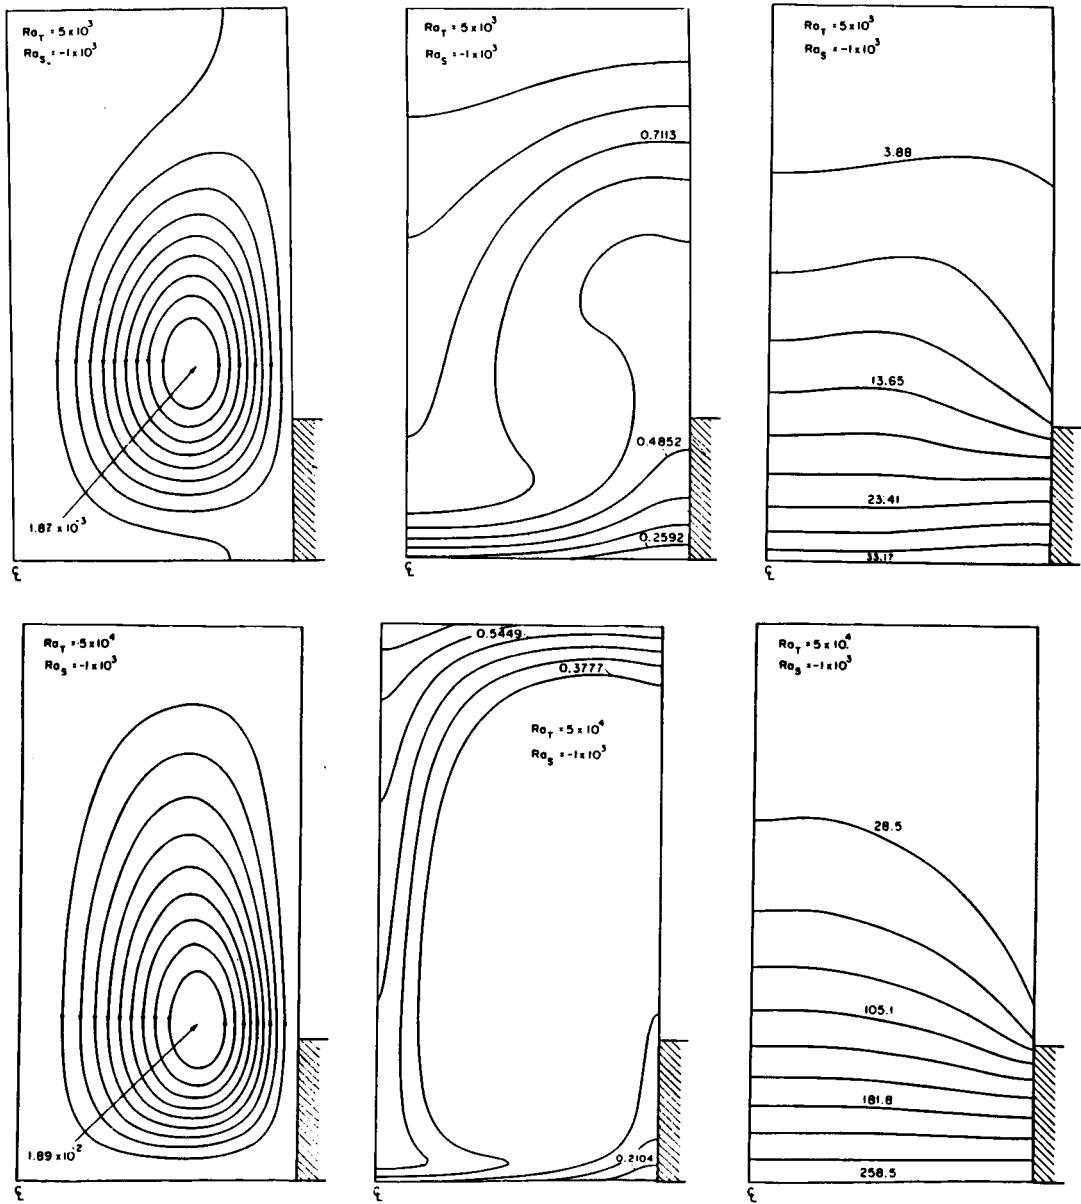 Ra_T = 5 x 10^3
Ra_S = -1 x 10^3
1.87 x 10^-3
℄
Ra_T = 5 x 10^3
Ra_S = -1 x 10^3
0.7113
0.4852
0.2592
Ra_T = 5 x 10^3
Ra_S = -1 x 10^3
3.88
13.65
23.41
33.17
℄
Ra_T = 5 x 10^4
Ra_S = -1 x 10^3
1.89 x 10^-2
℄
0.5449
0.3777
Ra_T = 5 x 10^4
Ra_S = -1 x 10^3
0.2104
℄
Ra_T = 5 x 10^4
Ra_S = -1 x 10^3
28.5
105.1
181.8
258.5
℄